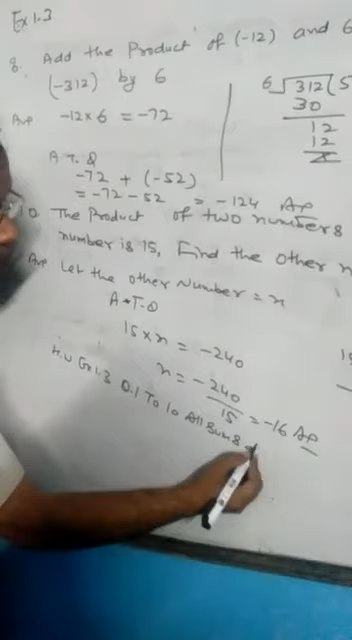 Ex 1.3
8. Add the Product of (-12) and 6
(-312) by 6
Ans -12×6 = -72
6 √312 ( 5
30
12
12
A T. Q
-72 + (-52)
= -72 - 52 = -124 Ans
10. The Product of two numbers
number is 15, Find the other n
Ans Let the other Number = x
A.T.Q
15 × x = -240
x = -240/15 = -16 Ans
H.W Ex 1.3 Q.1 To 10 All Sums